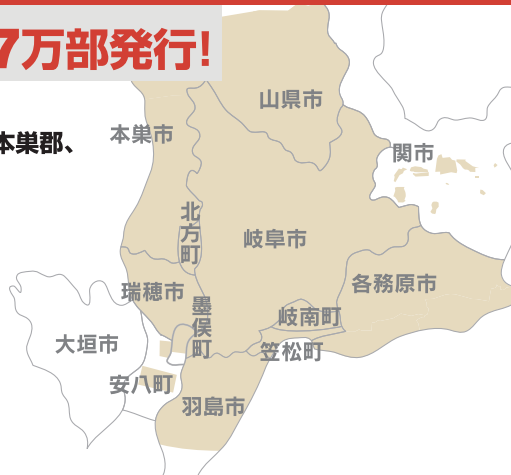 7万部発行!
本巣郡、
山県市
本巣市
関市
北方町
岐阜市
各務原市
瑞穂市
墨俣町
岐南町
大垣市
笠松町
安八町
羽島市